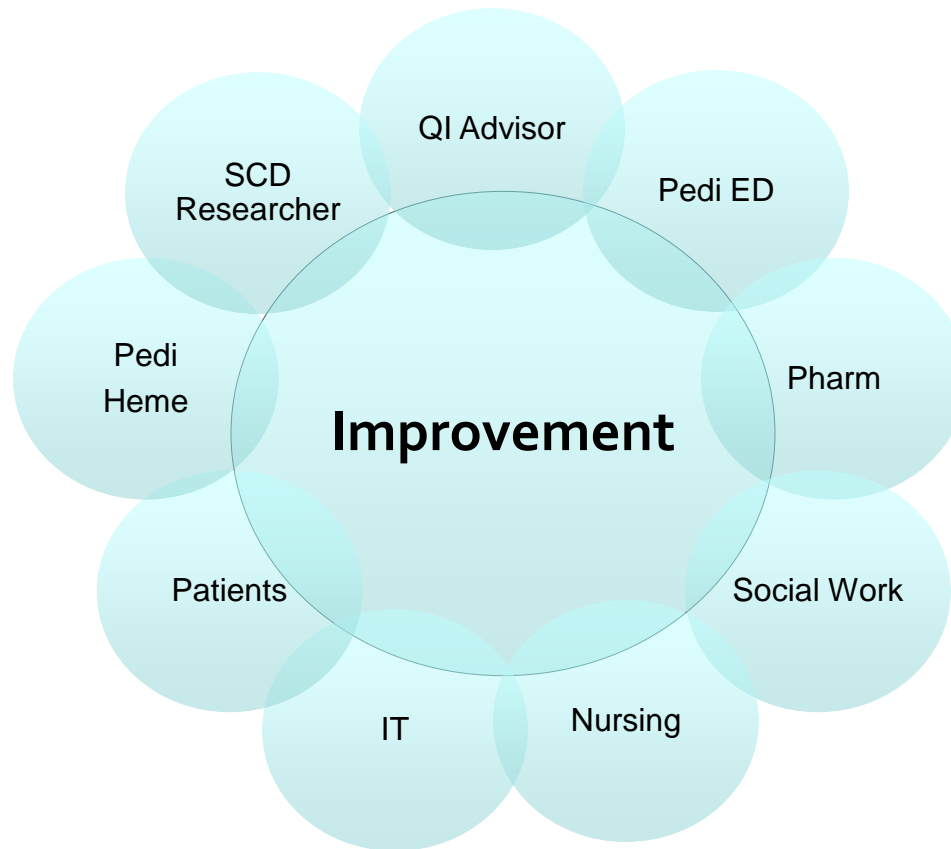 QI Advisor
Pedi ED
Pharm
Social Work
Nursing
IT
Patients
Pedi
Heme
SCD
Researcher
Improvement